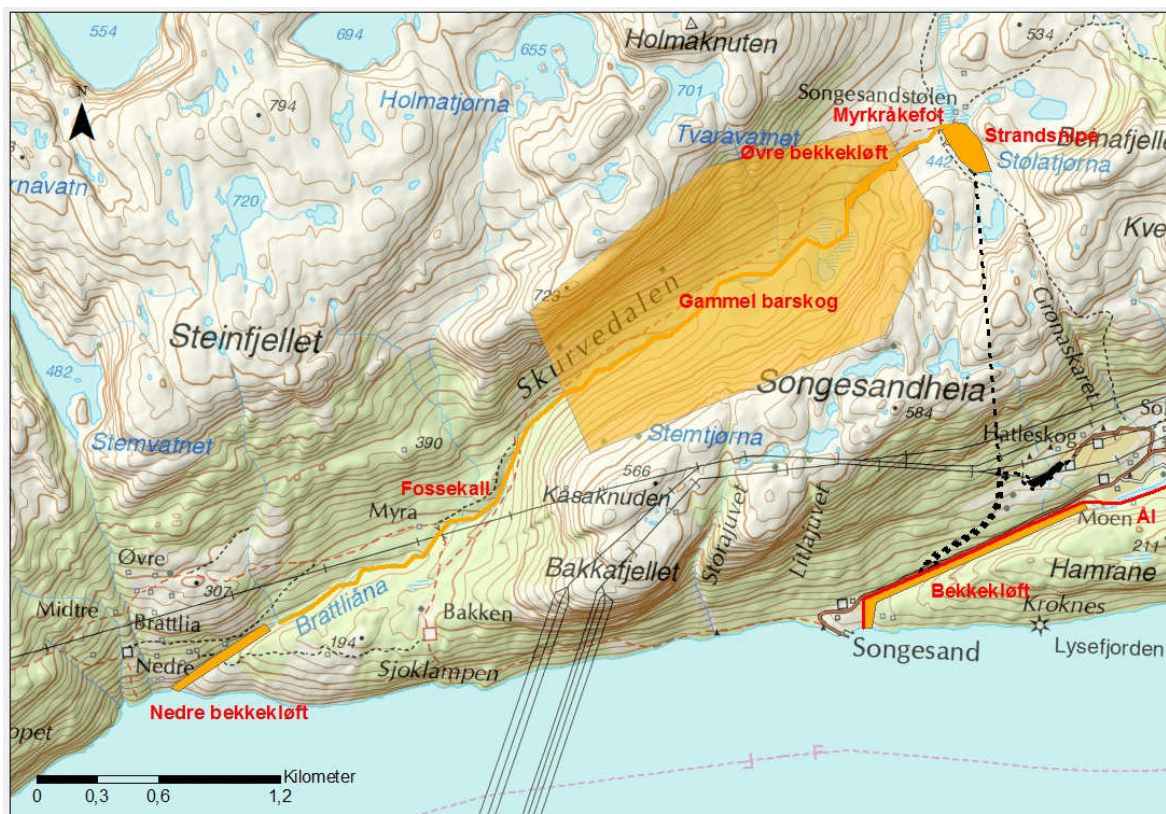 554
694
655
Holmaknuten
534
N
794
Holmatjørna
701
Songesandstølen
Myrkråkefot
Tvaravatnet
Strandsnipe
Øvre bekkekløft
442
Stølatjørna
720
Gammel barskog
723
Skurvedalen
Grønaskaret
Steinfjellet
482
Songesandheia
584
Stemvatnet
390
Stemtjørna
Hatleskog
566
Fossekall
Kåsaknuden
Myra
Storajuvet
Litlajuvet
Moen
Ål
211
Øvre
Bakkafjellet
Hamrane
307
Bekkekløft
Midtre
Brattlia
Brattliåna
Bakken
Kroknes
194
Nedre
Sjoklampen
Songesand
Lysefjorden
Nedre bekkekløft
Kilometer
0 0,3 0,6 1,2